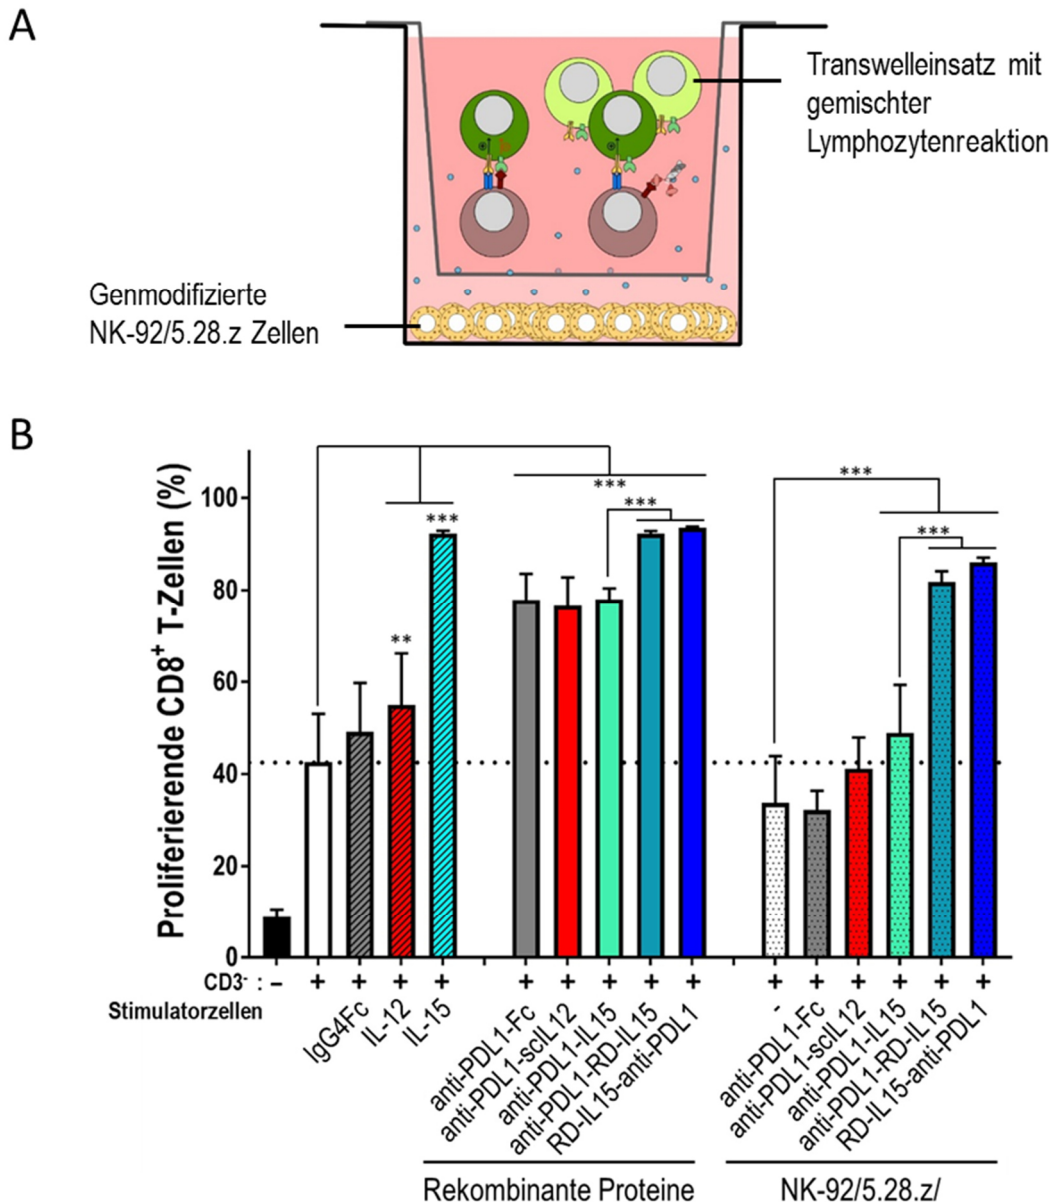 A
Transwelleinsatz mit
gemischter
Lymphozytenreaktion
Genmodifizierte
NK-92/5.28.z Zellen
B
Proliferierende CD8+ T-Zellen (%)
100
80
60
40
20
0
***
**
***
***
***
***
CD3- : – + + + + + + + + + + + + + + +
Stimulatorzellen
IgG4Fc
IL-12
IL-15
anti-PDL1-Fc
anti-PDL1-scIL12
anti-PDL1-IL15
anti-PDL1-RD-IL15
RD-IL15-anti-PDL1
-
anti-PDL1-Fc
anti-PDL1-scIL12
anti-PDL1-IL15
anti-PDL1-RD-IL15
RD-IL15-anti-PDL1
Rekombinante Proteine
NK-92/5.28.z/